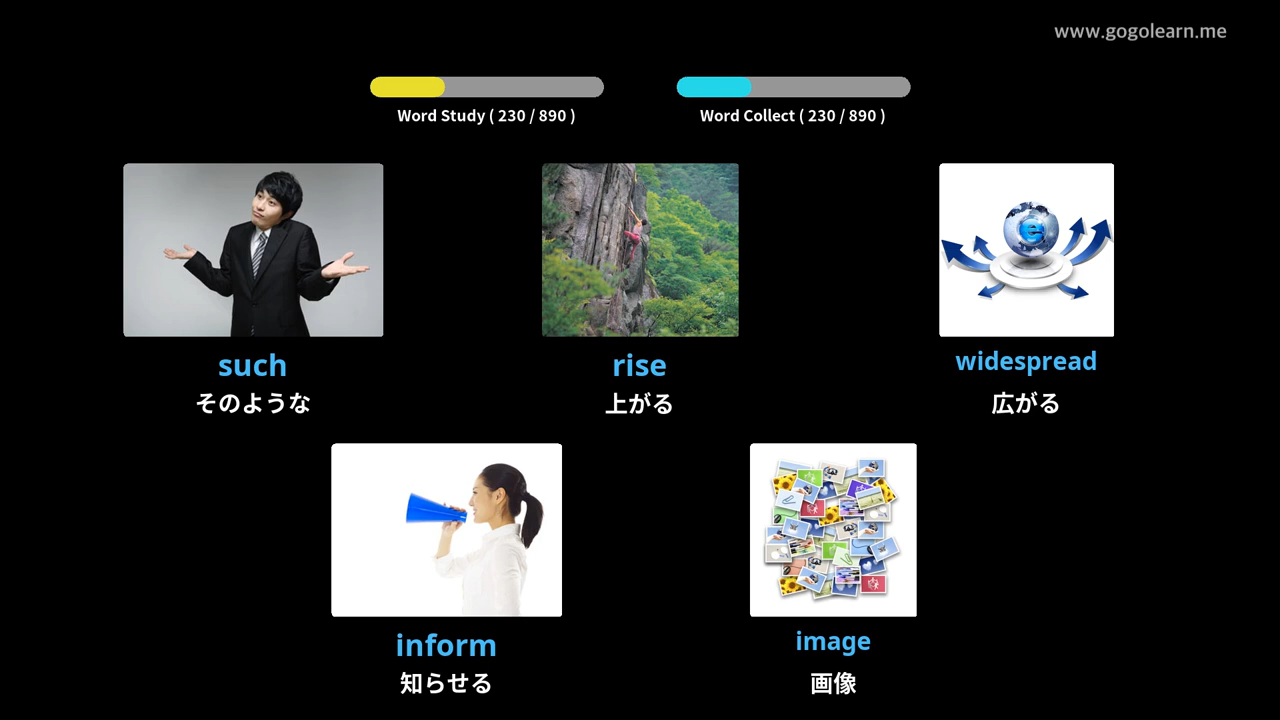 www.gogolearn.me
Word Study ( 230 / 890 )
Word Collect ( 230 / 890 )
such
そのような
rise
上がる
widespread
広がる
inform
知らせる
image
画像